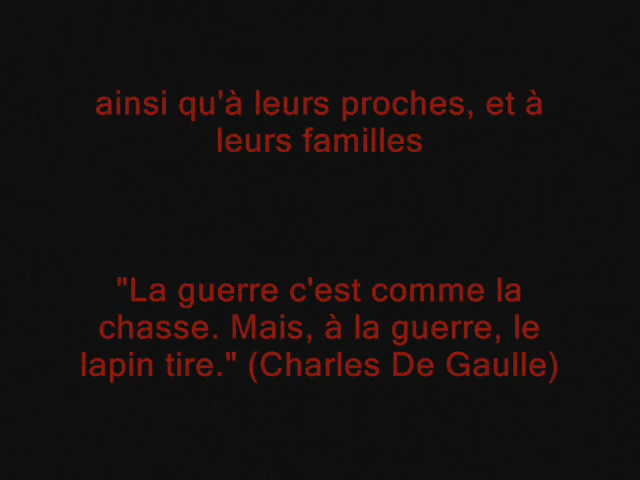 ainsi qu'à leurs proches, et à
leurs familles
"La guerre c'est comme la
chasse. Mais, à la guerre, le
lapin tire." (Charles De Gaulle)